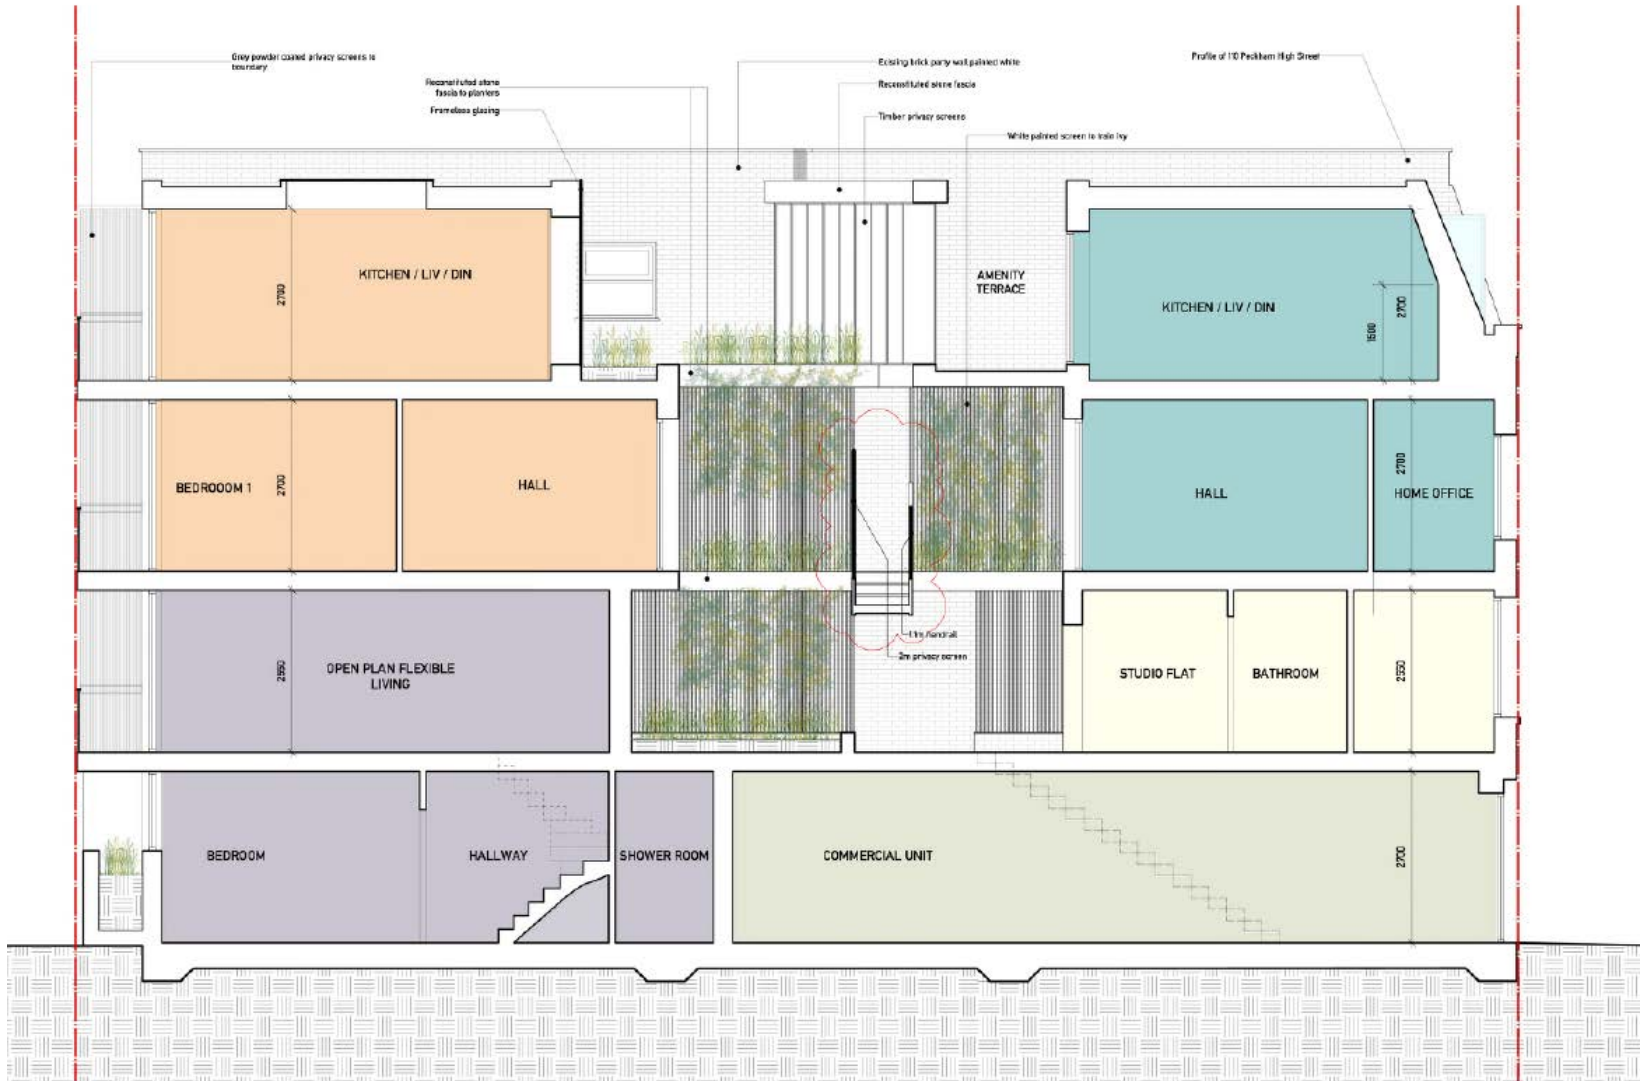 Grey powder coated privacy screens to
boundary
Reconstituted stone
fascia to planters
Frameless glazing
Existing brick party wall painted white
Reconstituted stone fascia
Timber privacy screens
White painted screen to train ivy
Profile of 110 Peckham High Street
KITCHEN / LIV / DIN
2700
AMENITY
TERRACE
KITCHEN / LIV / DIN
1500
2700
BEDROOOM 1
2700
HALL
HALL
2700
HOME OFFICE
1.1m handrail
2m privacy screen
OPEN PLAN FLEXIBLE
LIVING
2550
STUDIO FLAT
BATHROOM
2550
BEDROOM
HALLWAY
SHOWER ROOM
COMMERCIAL UNIT
2700